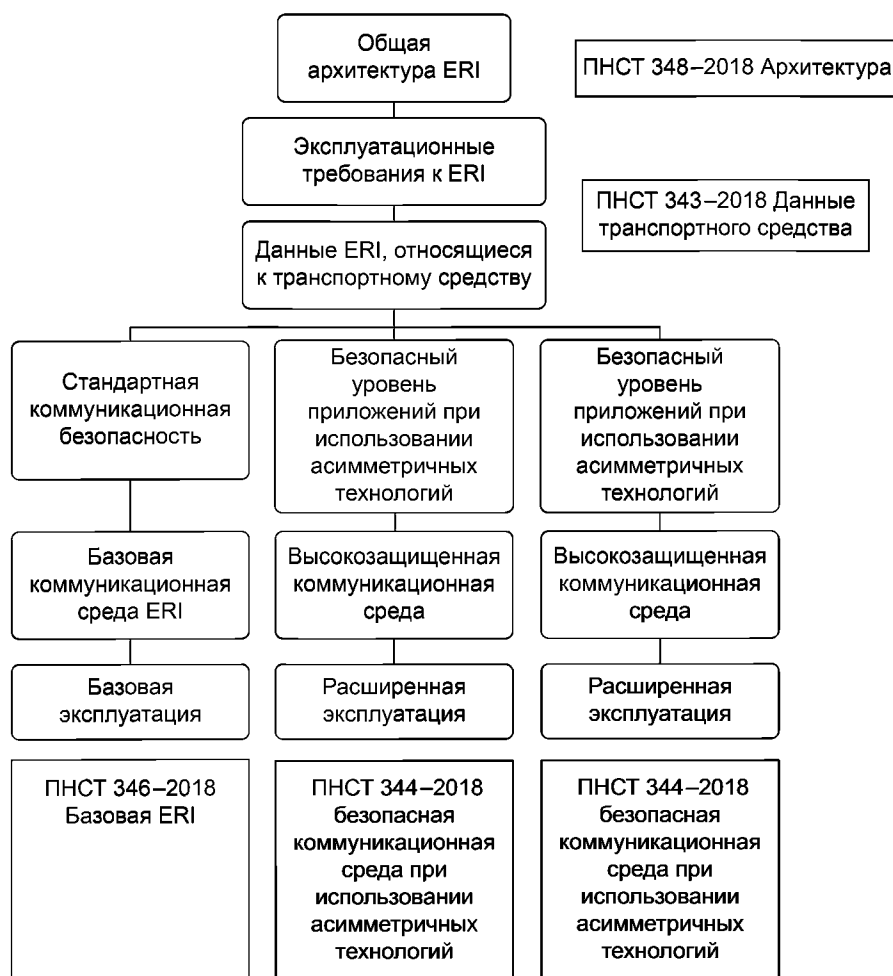 Общая
архитектура ERI
ПНСТ 348–2018 Архитектура
Эксплуатационные
требования к ERI
ПНСТ 343–2018 Данные
транспортного средства
Данные ERI, относящиеся
к транспортному средству
Стандартная
коммуникационная
безопасность
Безопасный
уровень
приложений при
использовании
асимметричных
технологий
Безопасный
уровень
приложений при
использовании
асимметричных
технологий
Базовая
коммуникационная
среда ERI
Высокозащищенная
коммуникационная
среда
Высокозащищенная
коммуникационная
среда
Базовая
эксплуатация
Расширенная
эксплуатация
Расширенная
эксплуатация
ПНСТ 346–2018
Базовая ERI
ПНСТ 344–2018
безопасная
коммуникационная
среда при
использовании
асимметричных
технологий
ПНСТ 344–2018
безопасная
коммуникационная
среда при
использовании
асимметричных
технологий